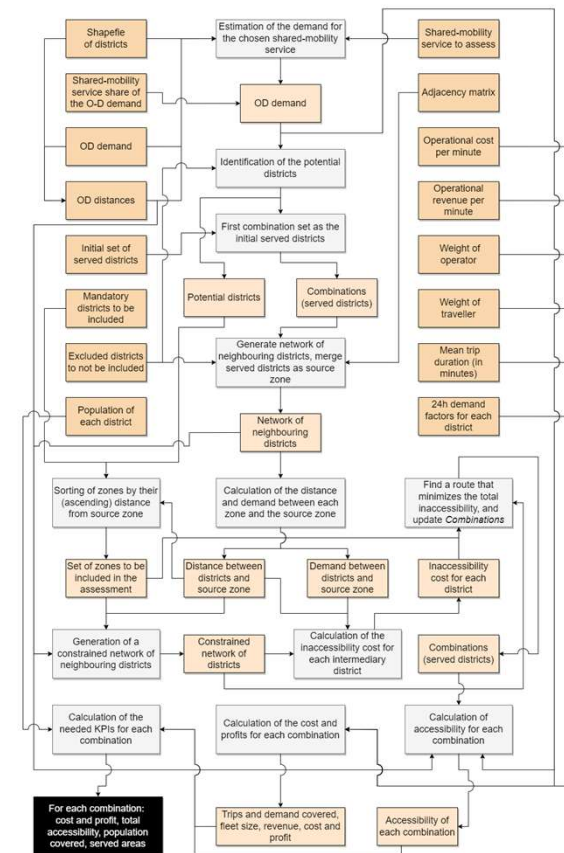 Shapefie
of districts
Estimation of the demand for
the chosen shared-mobility
service
Shared-mobility
service to assess
Shared-mobility
service share of
the O-D demand
OD demand
Adjacency matrix
OD demand
Identification of the potential
districts
Operational cost
per minute
OD distances
First combination set as the
initial served districts
Operational
revenue per
minute
Initial set of
served districts
Weight of
operator
Mandatory
districts to be
included
Potential districts
Combinations
(served districts)
Weight of
traveller
Excluded districts
to not be included
Generate network of
neighbouring districts, merge
served districts as source
zone
Mean trip
duration (in
minutes)
Population of
each district
Network of
neighbouring
districts
24h demand
factors for each
district
Sorting of zones by their
(ascending) distance
from source zone
Calculation of the distance
and demand between each
zone and the source zone
Find a route that
minimizes the total
inaccessibility, and
update Combinations
Set of zones to be
included in the
assessment
Distance between
districts and
source zone
Demand between
districts and
source zone
Inaccessibility
cost for each
district
Generation of a
constrained network of
neighbouring districts
Constrained
network of
districts
Calculation of the
inaccessibility cost for
each intermediary
district
Combinations
(served districts)
Calculation of the
needed KPIs for each
combination
Calculation of the cost and
profits for each combination
Calculation of
accessibility for each
combination
For each combination:
cost and profit, total
accessibility, population
covered, served areas
Trips and demand covered,
fleet size, revenue, cost and
profit
Accessibility of
each combination